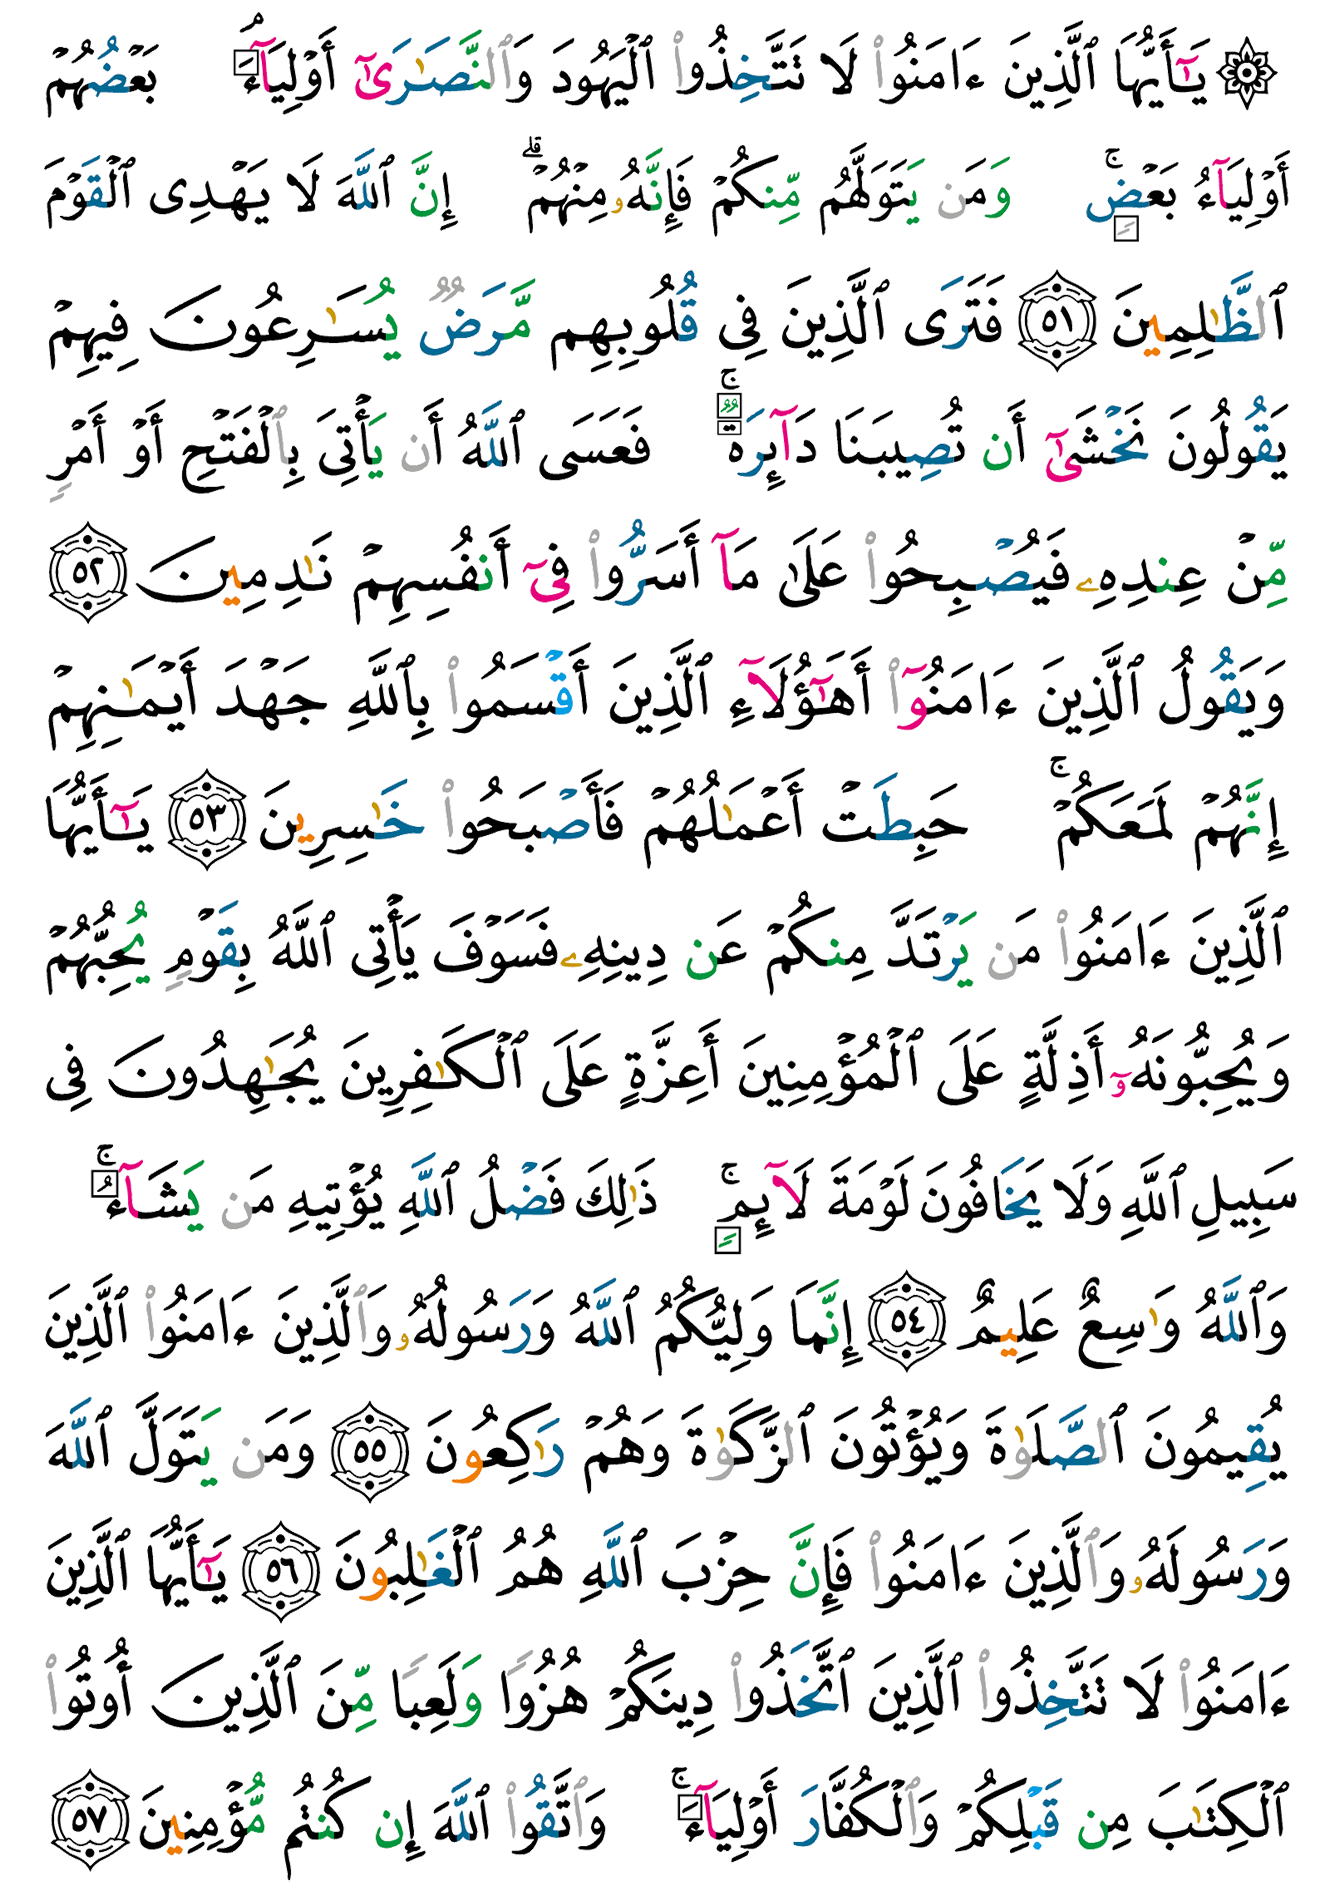 ۞ يَـٰٓأَيُّهَا ٱلَّذِينَ ءَامَنُوا۟ لَا تَتَّخِذُوا۟ ٱلْيَهُودَ وَٱلنَّصَـٰرَىٰٓ أَوْلِيَآءَ ۘ بَعْضُهُمْ
أَوْلِيَآءُ بَعْضٍ ۚ وَمَن يَتَوَلَّهُم مِّنكُمْ فَإِنَّهُۥ مِنْهُمْ ۗ إِنَّ ٱللَّهَ لَا يَهْدِى ٱلْقَوْمَ
ٱلظَّـٰلِمِينَ ٥١ فَتَرَى ٱلَّذِينَ فِى قُلُوبِهِم مَّرَضٌ يُسَـٰرِعُونَ فِيهِمْ
يَقُولُونَ نَخْشَىٰٓ أَن تُصِيبَنَا دَآئِرَةٌ ۚ فَعَسَى ٱللَّهُ أَن يَأْتِىَ بِٱلْفَتْحِ أَوْ أَمْرٍ
مِّنْ عِندِهِۦ فَيُصْبِحُوا۟ عَلَىٰ مَآ أَسَرُّوا۟ فِىٓ أَنفُسِهِمْ نَـٰدِمِينَ ٥٢
وَيَقُولُ ٱلَّذِينَ ءَامَنُوٓا۟ أَهَـٰٓؤُلَآءِ ٱلَّذِينَ أَقْسَمُوا۟ بِٱللَّهِ جَهْدَ أَيْمَـٰنِهِمْ
إِنَّهُمْ لَمَعَكُمْ ۚ حَبِطَتْ أَعْمَـٰلُهُمْ فَأَصْبَحُوا۟ خَـٰسِرِينَ ٥٣ يَـٰٓأَيُّهَا
ٱلَّذِينَ ءَامَنُوا۟ مَن يَرْتَدَّ مِنكُمْ عَن دِينِهِۦ فَسَوْفَ يَأْتِى ٱللَّهُ بِقَوْمٍ يُحِبُّهُمْ
وَيُحِبُّونَهُۥٓ أَذِلَّةٍ عَلَى ٱلْمُؤْمِنِينَ أَعِزَّةٍ عَلَى ٱلْكَـٰفِرِينَ يُجَـٰهِدُونَ فِى
سَبِيلِ ٱللَّهِ وَلَا يَخَافُونَ لَوْمَةَ لَآئِمٍ ۚ ذَٰلِكَ فَضْلُ ٱللَّهِ يُؤْتِيهِ مَن يَشَآءُ ۚ
وَٱللَّهُ وَٰسِعٌ عَلِيمٌ ٥٤ إِنَّمَا وَلِيُّكُمُ ٱللَّهُ وَرَسُولُهُۥ وَٱلَّذِينَ ءَامَنُوا۟ ٱلَّذِينَ
يُقِيمُونَ ٱلصَّلَوٰةَ وَيُؤْتُونَ ٱلزَّكَوٰةَ وَهُمْ رَٰكِعُونَ ٥٥ وَمَن يَتَوَلَّ ٱللَّهَ
وَرَسُولَهُۥ وَٱلَّذِينَ ءَامَنُوا۟ فَإِنَّ حِزْبَ ٱللَّهِ هُمُ ٱلْغَـٰلِبُونَ ٥٦ يَـٰٓأَيُّهَا ٱلَّذِينَ
ءَامَنُوا۟ لَا تَتَّخِذُوا۟ ٱلَّذِينَ ٱتَّخَذُوا۟ دِينَكُمْ هُزُوًا وَلَعِبًا مِّنَ ٱلَّذِينَ أُوتُوا۟
ٱلْكِتَـٰبَ مِن قَبْلِكُمْ وَٱلْكُفَّارَ أَوْلِيَآءَ ۚ وَٱتَّقُوا۟ ٱللَّهَ إِن كُنتُم مُّؤْمِنِينَ ٥٧